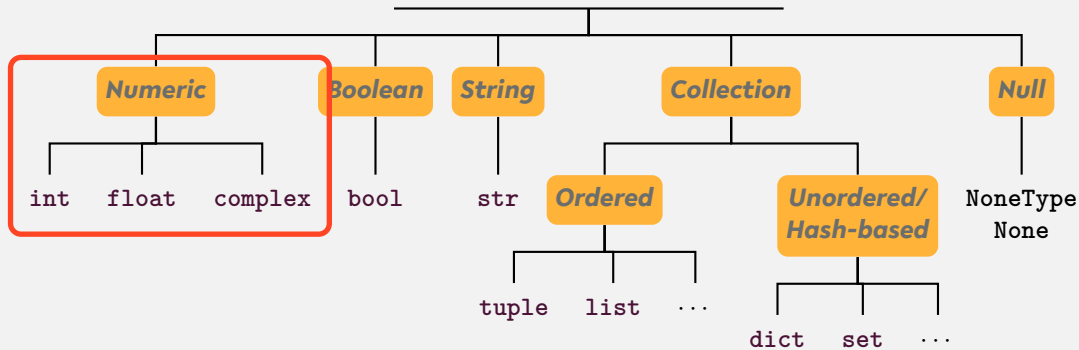 Numeric Boolean String Collection Null
int float complex bool str Ordered Unordered/ NoneType
Hash-based None
tuple list ···
dict set ···